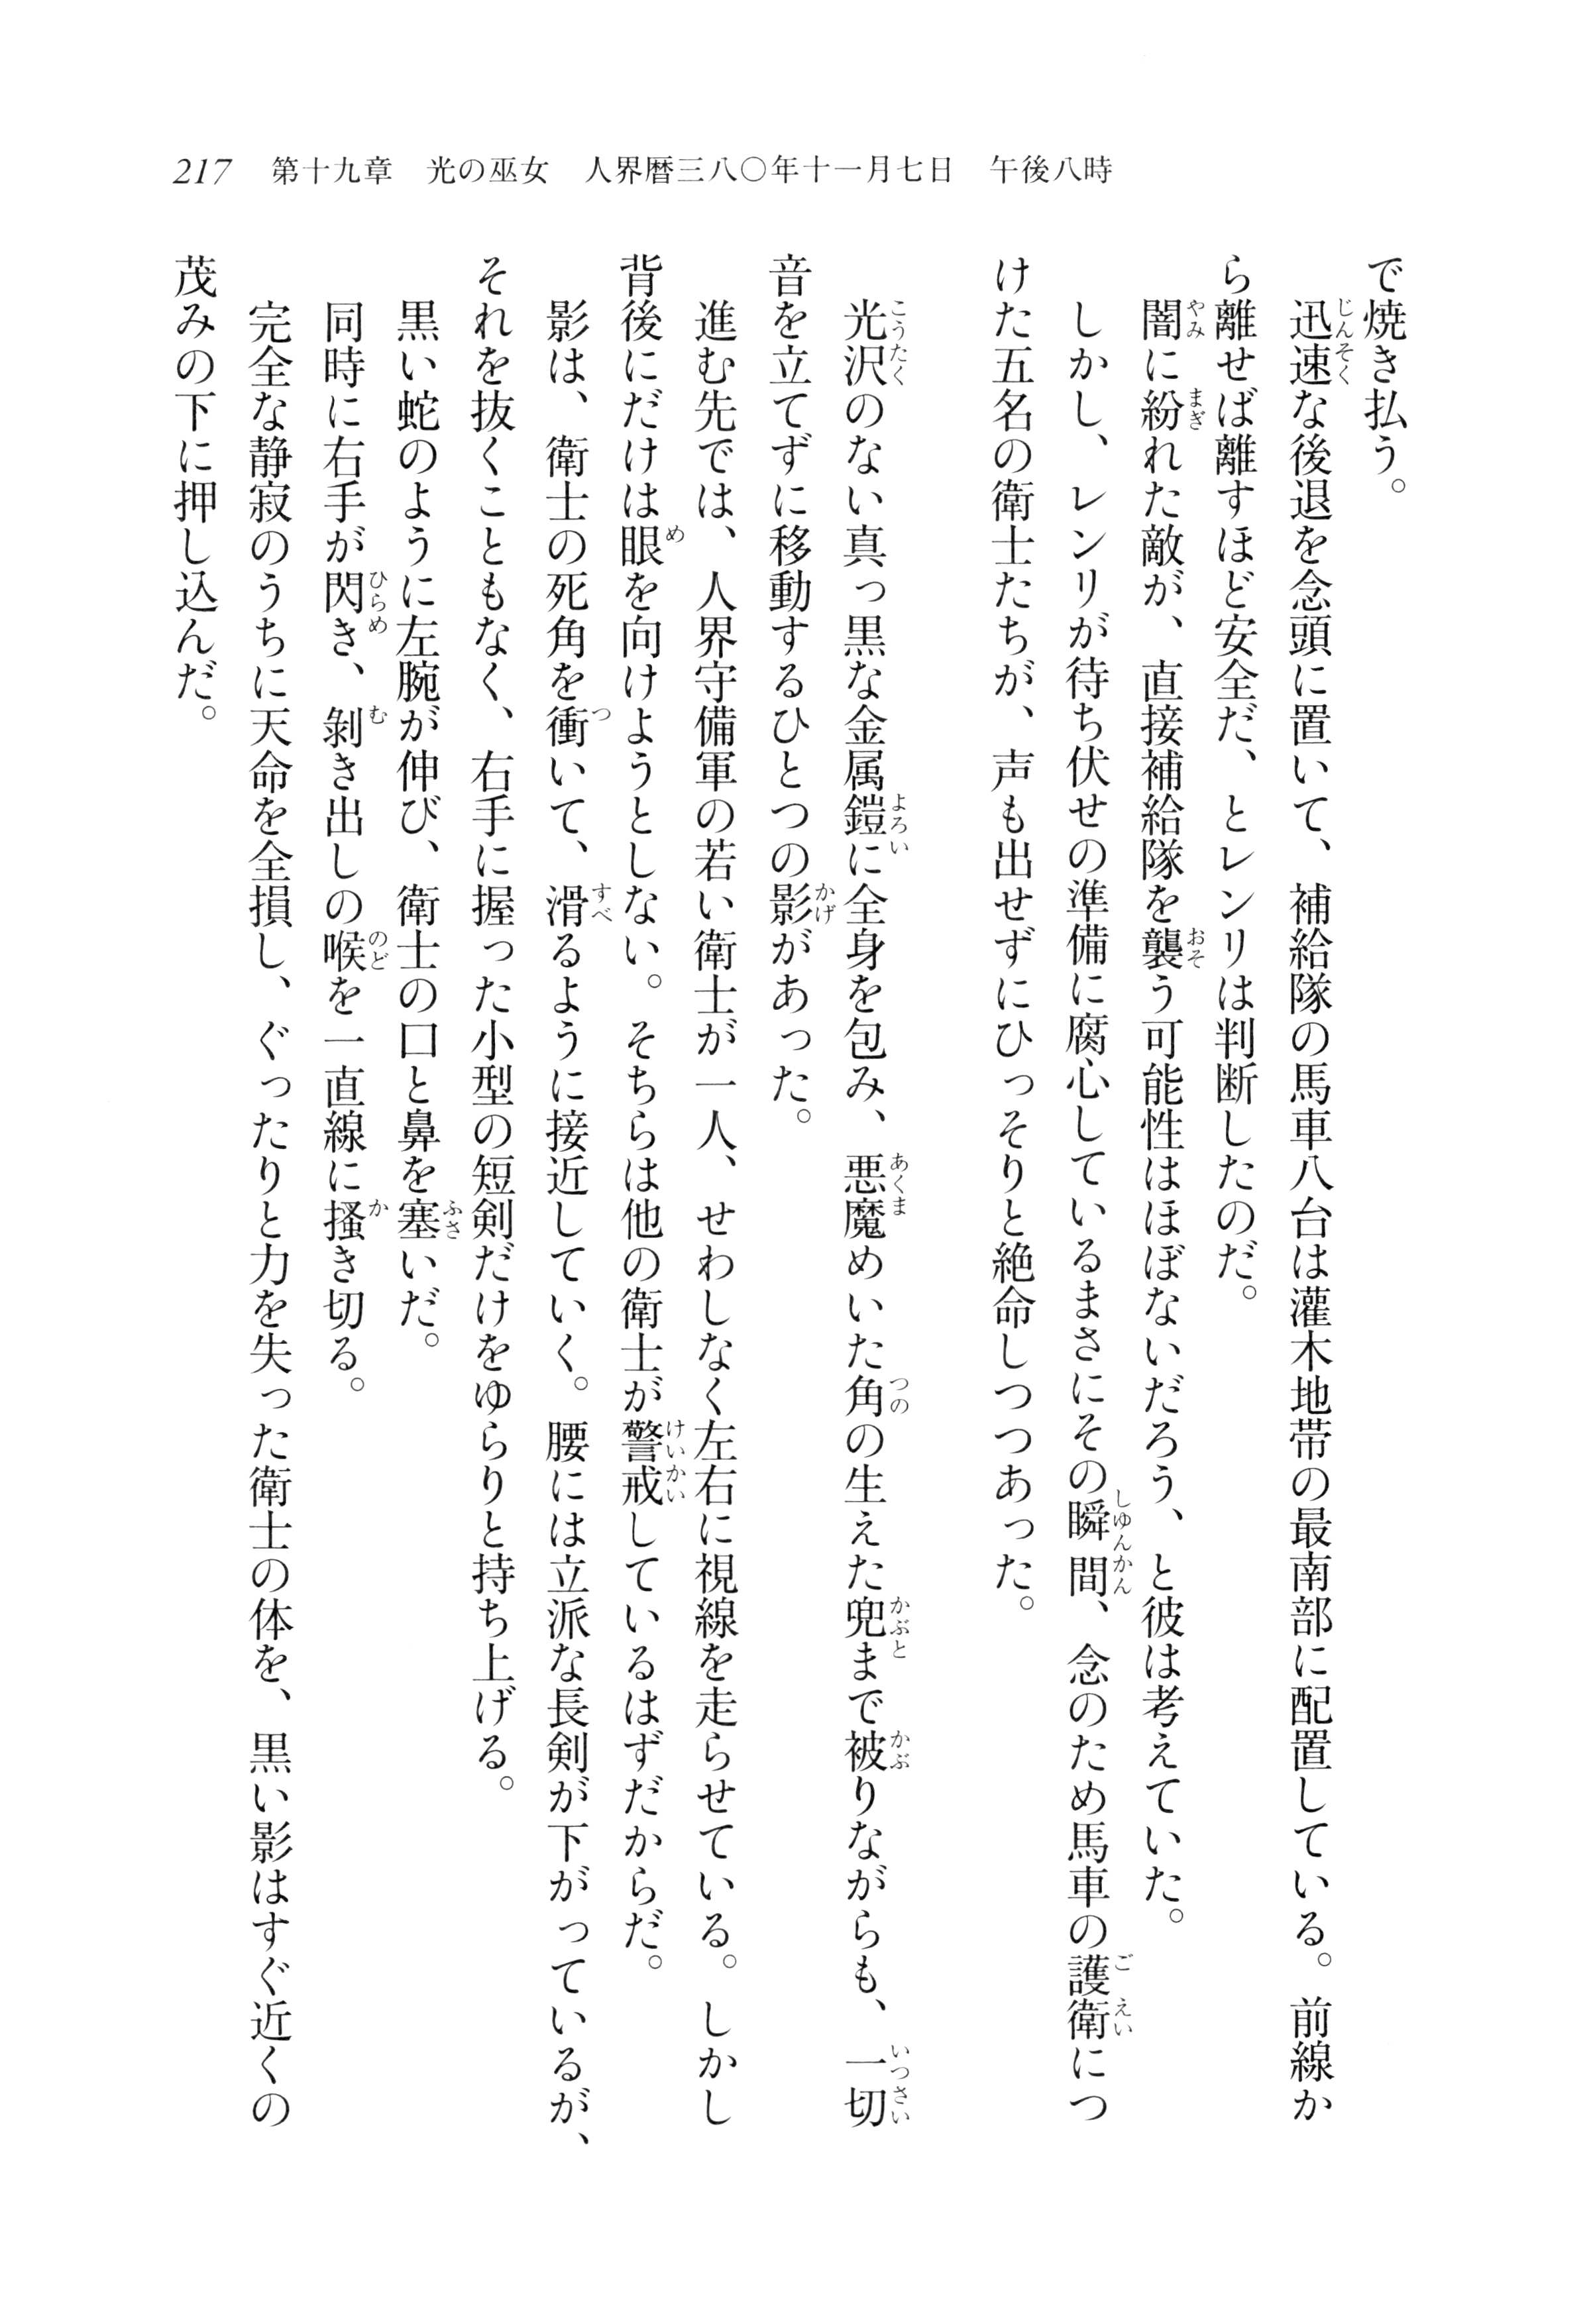 217 第十九章 光の巫女 人界暦三八〇年十一月七日 午後八時
で焼き払う。
迅速な後退を念頭に置いて、補給隊の馬車八台は灌木地帯の最南部に配置している。前線か
ら離せば離すほど安全だ、とレンリは判断したのだ。
闇に紛れた敵が、直接補給隊を襲う可能性はほぼないだろう、と彼は考えていた。
しかし、レンリが待ち伏せの準備に腐心しているまさにその瞬間、念のため馬車の護衛につ
けた五名の衛士たちが、声も出せずにひっそりと絶命しつつあった。
光沢のない真っ黒な金属鎧に全身を包み、悪魔めいた角の生えた兜まで被りながらも、一切
音を立てずに移動するひとつの影があった。
進む先では、人界守備軍の若い衛士が一人、せわしなく左右に視線を走らせている。しかし
背後にだけは眼を向けようとしない。そちらは他の衛士が警戒しているはずだからだ。
影は、衛士の死角を衝いて、滑るように接近していく。腰には立派な長剣が下がっているが、
それを抜くこともなく、右手に握った小型の短剣だけをゆらりと持ち上げる。
黒い蛇のように左腕が伸び、衛士の口と鼻を塞いだ。
同時に右手が閃き、剝き出しの喉を一直線に搔き切る。
完全な静寂のうちに天命を全損し、ぐったりと力を失った衛士の体を、黒い影はすぐ近くの
茂みの下に押し込んだ。